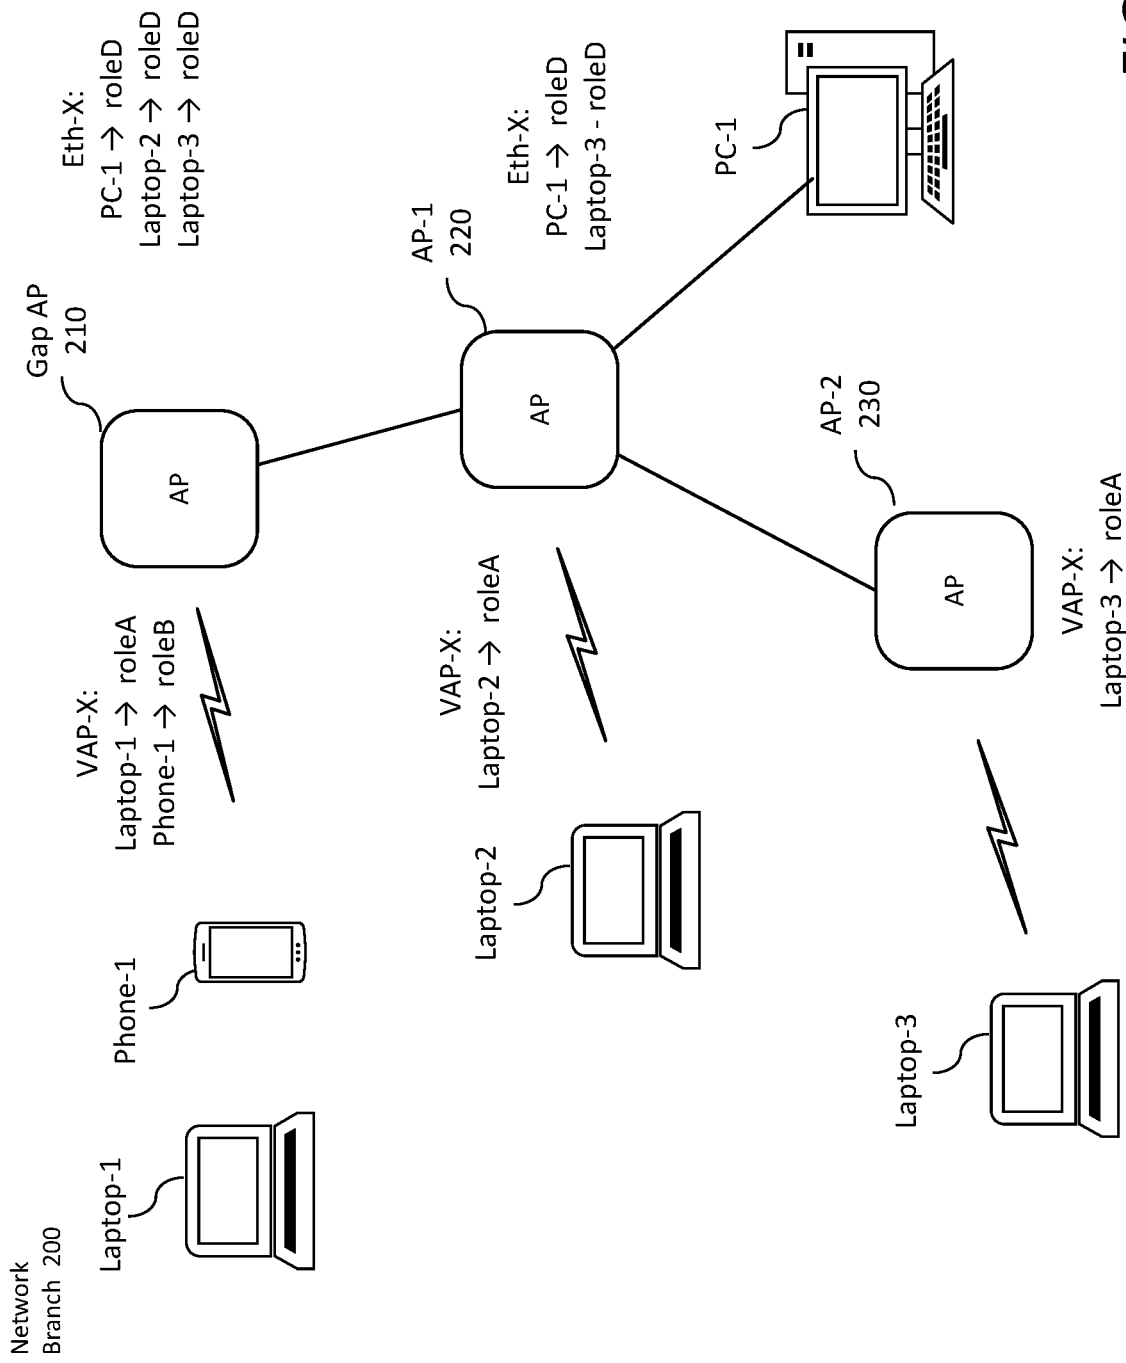 Network
Branch 200
Laptop-1
Phone-1
VAP-X:
Laptop-1 → roleA
Phone-1 → roleB
Gap AP
210
AP
Eth-X:
PC-1 → roleD
Laptop-2 → roleD
Laptop-3 → roleD
Laptop-2
VAP-X:
Laptop-2 → roleA
AP-1
220
AP
Eth-X:
PC-1 → roleD
Laptop-3 - roleD
PC-1
Laptop-3
AP-2
230
AP
VAP-X:
Laptop-3 → roleA